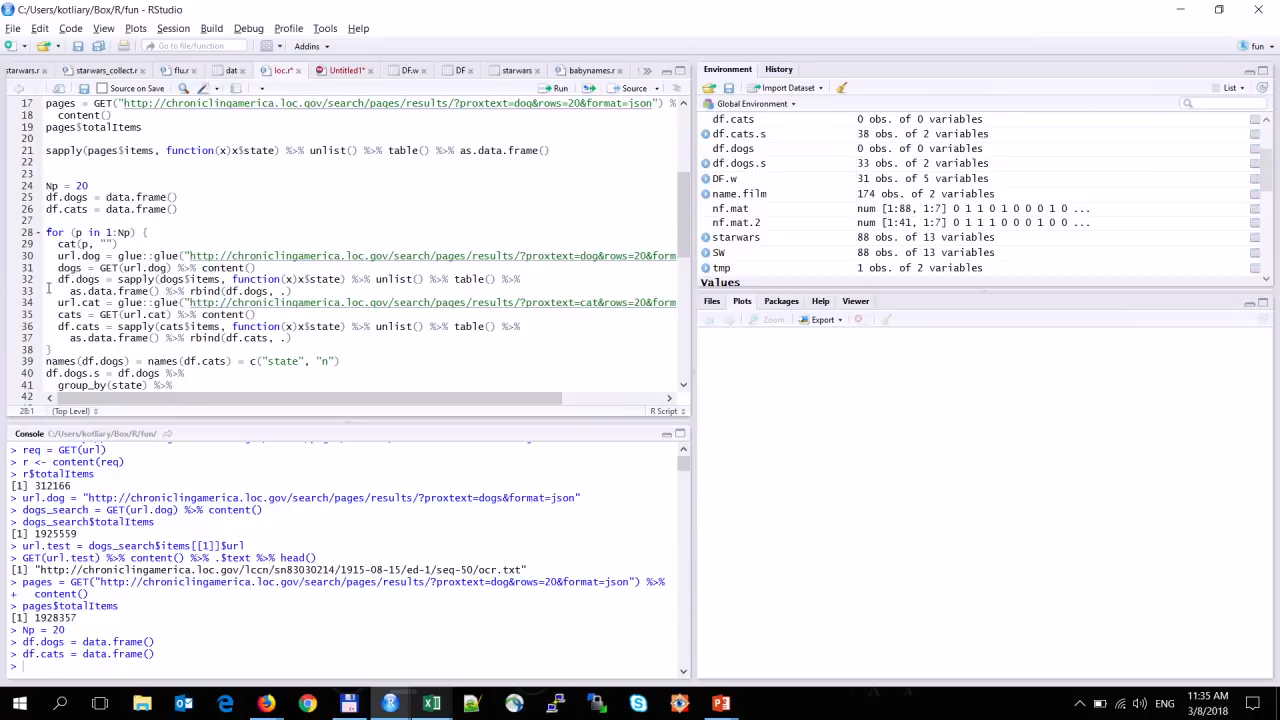 C:/Users/kotliary/Box/R/fun - RStudio
File Edit Code View Plots Session Build Debug Profile Tools Help
Go to file/function Addins fun
starwars.r starwars_collect.r flu.r dat loc.r* Untitled1* DF.w DF starwars babynames.r
Source on Save Run Source
17 pages = GET("http://chroniclingamerica.loc.gov/search/pages/results/?proxtext=dog&rows=20&format=json") %
18 content()
19 pages$totalItems
20
21 sapply(pages$items, function(x)x$state) %>% unlist() %>% table() %>% as.data.frame()
22
23
24 Np = 20
25 df.dogs = data.frame()
26 df.cats = data.frame()
27
28 for (p in 1:Np) {
29 cat(p, "")
30 url.dog = glue::glue("http://chroniclingamerica.loc.gov/search/pages/results/?proxtext=dog&rows=20&form
31 dogs = GET(url.dog) %>% content()
32 df.dogs = sapply(dogs$items, function(x)x$state) %>% unlist() %>% table() %>%
33 as.data.frame() %>% rbind(df.dogs, .)
34 url.cat = glue::glue("http://chroniclingamerica.loc.gov/search/pages/results/?proxtext=cat&rows=20&form
35 cats = GET(url.cat) %>% content()
36 df.cats = sapply(cats$items, function(x)x$state) %>% unlist() %>% table() %>%
37 as.data.frame() %>% rbind(df.cats, .)
38 }
39 names(df.dogs) = names(df.cats) = c("state", "n")
40 df.dogs.s = df.dogs %>%
41 group_by(state) %>%
42
28:1 (Top Level) R Script
Console C:/Users/kotliary/Box/R/fun/
> req = GET(url)
> r <- content(req)
> r$totalItems
[1] 312166
> url.dog = "http://chroniclingamerica.loc.gov/search/pages/results/?proxtext=dogs&format=json"
> dogs_search = GET(url.dog) %>% content()
> dogs_search$totalItems
[1] 1925559
> url.test = dogs_search$items[[1]]$url
> GET(url.test) %>% content() %>% .$text %>% head()
[1] "http://chroniclingamerica.loc.gov/lccn/sn83030214/1915-08-15/ed-1/seq-50/ocr.txt"
> pages = GET("http://chroniclingamerica.loc.gov/search/pages/results/?proxtext=dog&rows=20&format=json") %>%
+ content()
> pages$totalItems
[1] 1928357
> Np = 20
> df.dogs = data.frame()
> df.cats = data.frame()
>
Environment History
Import Dataset List
Global Environment
df.cats 0 obs. of 0 variables
df.cats.s 38 obs. of 2 variables
df.dogs 0 obs. of 0 variables
df.dogs.s 33 obs. of 2 variables
DF.w 31 obs. of 5 variables
name.film 174 obs. of 2 variables
nf.mat num [1:88, 1:7] 0 1 1 0 1 0 0 0 1 0 ...
nf.mat.2 num [1:41, 1:7] 0 1 1 1 0 0 0 1 0 0 ...
starwars 88 obs. of 13 variables
SW 88 obs. of 13 variables
tmp 1 obs. of 2 variables
Values
Files Plots Packages Help Viewer
Zoom Export
ENG
11:35 AM
3/8/2018